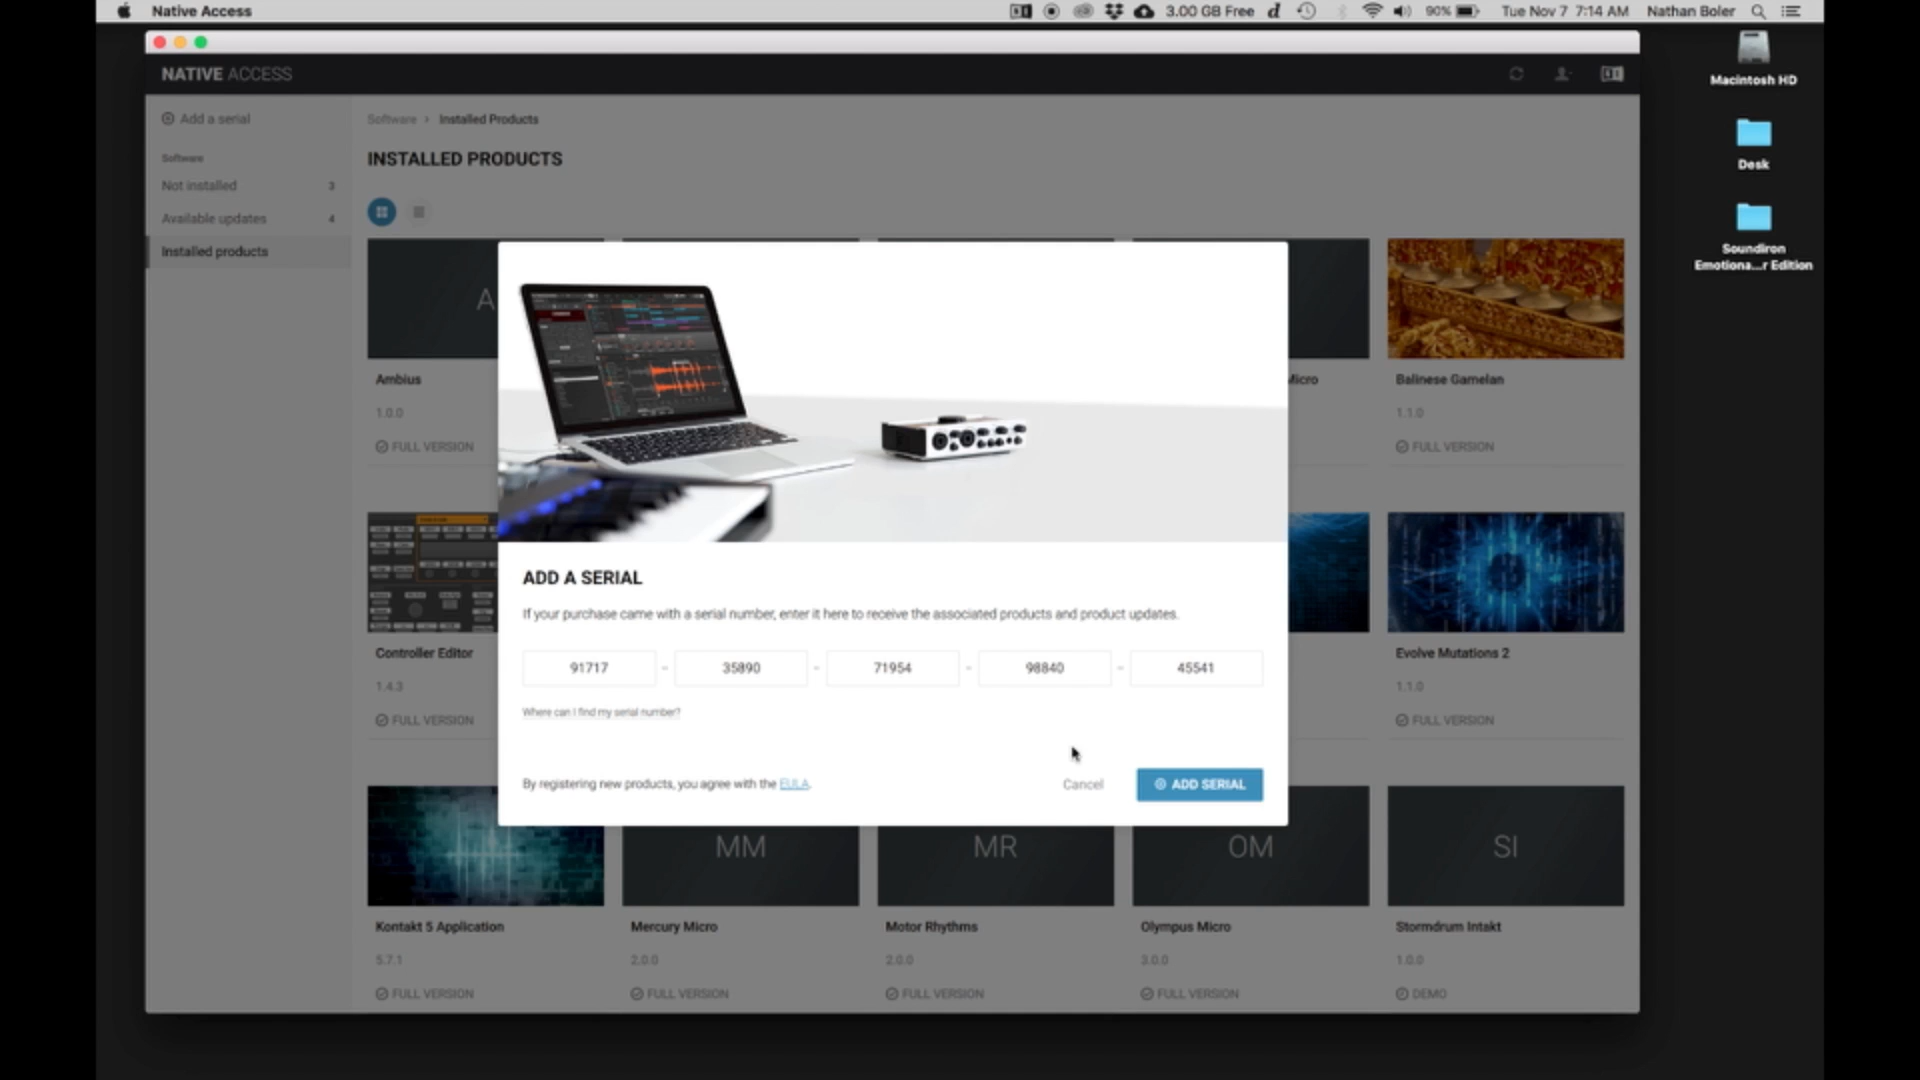 Native Access
3.00 GB Free
90%
Tue Nov 7 7:14 AM
Nathan Boler
NATIVE ACCESS
Macintosh HD
Desk
Soundiron
Emotiona...r Edition
Add a serial
Software
Not installed 3
Available updates 4
Installed products
Software > Installed Products
INSTALLED PRODUCTS
A
Ambius
1.0.0
FULL VERSION
Micro
Balinese Gamelan
1.1.0
FULL VERSION
ADD A SERIAL
If your purchase came with a serial number, enter it here to receive the associated products and product updates.
91717 - 35890 - 71954 - 98840 - 45541
Where can I find my serial number?
By registering new products, you agree with the EULA.
Cancel
ADD SERIAL
Controller Editor
1.4.3
FULL VERSION
Evolve Mutations 2
1.1.0
FULL VERSION
MM
MR
OM
SI
Kontakt 5 Application
5.7.1
FULL VERSION
Mercury Micro
2.0.0
FULL VERSION
Motor Rhythms
2.0.0
FULL VERSION
Olympus Micro
3.0.0
FULL VERSION
Stormdrum Intakt
1.0.0
DEMO